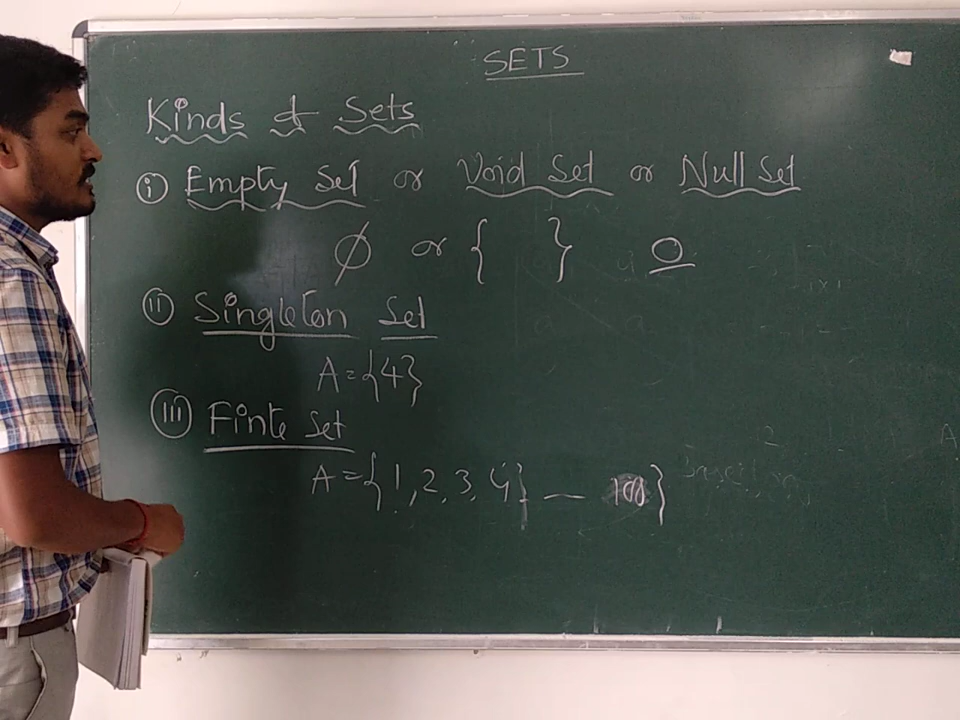 SETS
Kinds of Sets
(i) Empty Set or Void Set or Null Set
∅ or { } 0
(ii) Singleton Set
A={4}
(iii) Finte Set
A={1,2,3,4} — 100}